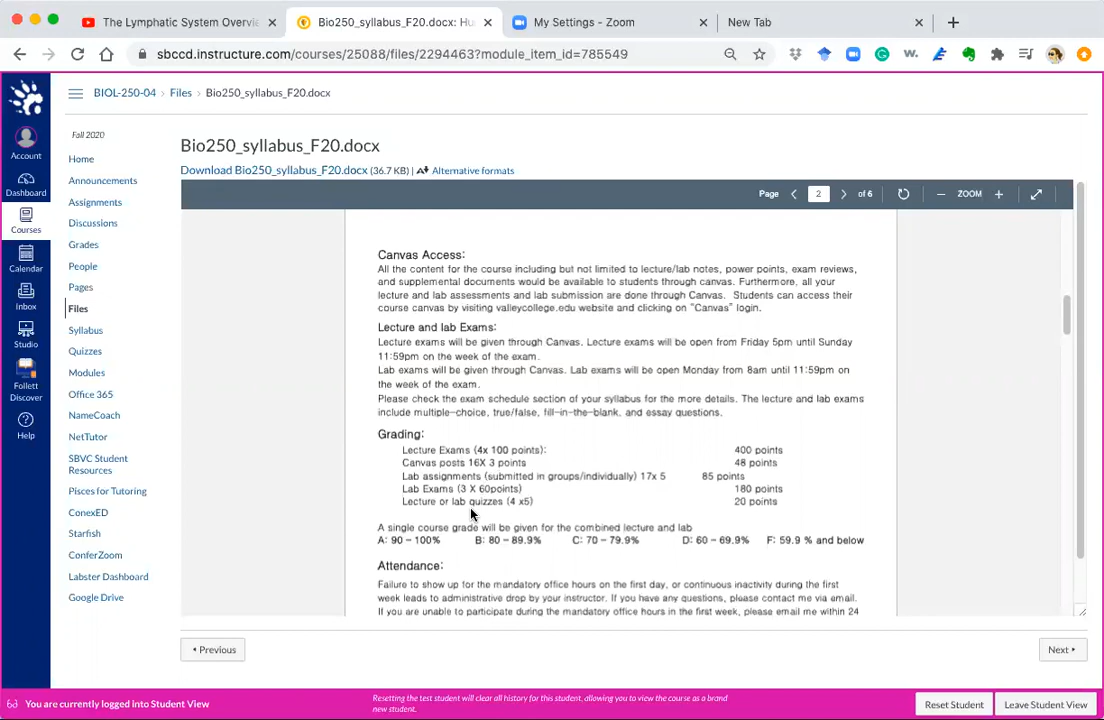 The Lymphatic System Overvie
Bio250_syllabus_F20.docx: Hu
My Settings - Zoom
New Tab
sbccd.instructure.com/courses/25088/files/2294463?module_item_id=785549
BIOL-250-04 › Files › Bio250_syllabus_F20.docx
Account
Dashboard
Courses
Calendar
Inbox
Studio
Follett
Discover
Help
Fall 2020
Home
Announcements
Assignments
Discussions
Grades
People
Pages
Files
Syllabus
Quizzes
Modules
Office 365
NameCoach
NetTutor
SBVC Student
Resources
Pisces for Tutoring
ConexED
Starfish
ConferZoom
Labster Dashboard
Google Drive
Bio250_syllabus_F20.docx
Download Bio250_syllabus_F20.docx (36.7 KB) | Alternative formats
Page 2 of 6 ZOOM
Canvas Access:
All the content for the course including but not limited to lecture/lab notes, power points, exam reviews,
and supplemental documents would be available to students through canvas. Furthermore, all your
lecture and lab assessments and lab submission are done through Canvas. Students can access their
course canvas by visiting valleycollege.edu website and clicking on "Canvas" login.
Lecture and lab Exams:
Lecture exams will be given through Canvas. Lecture exams will be open from Friday 5pm until Sunday
11:59pm on the week of the exam.
Lab exams will be given through Canvas. Lab exams will be open Monday from 8am until 11:59pm on
the week of the exam.
Please check the exam schedule section of your syllabus for the more details. The lecture and lab exams
include multiple-choice, true/false, fill-in-the-blank, and essay questions.
Grading:
Lecture Exams (4x 100 points): 400 points
Canvas posts 16X 3 points 48 points
Lab assignments (submitted in groups/individually) 17x 5 85 points
Lab Exams (3 X 60points) 180 points
Lecture or lab quizzes (4 x5) 20 points
A single course grade will be given for the combined lecture and lab
A: 90 - 100% B: 80 - 89.9% C: 70 - 79.9% D: 60 - 69.9% F: 59.9 % and below
Attendance:
Failure to show up for the mandatory office hours on the first day, or continuous inactivity during the first
week leads to administrative drop by your instructor. If you have any questions, please contact me via email.
If you are unable to participate during the mandatory office hours in the first week, please email me within 24
Previous
Next
You are currently logged into Student View
Resetting the test student will clear all history for this student, allowing you to view the course as a brand
new student.
Reset Student
Leave Student View